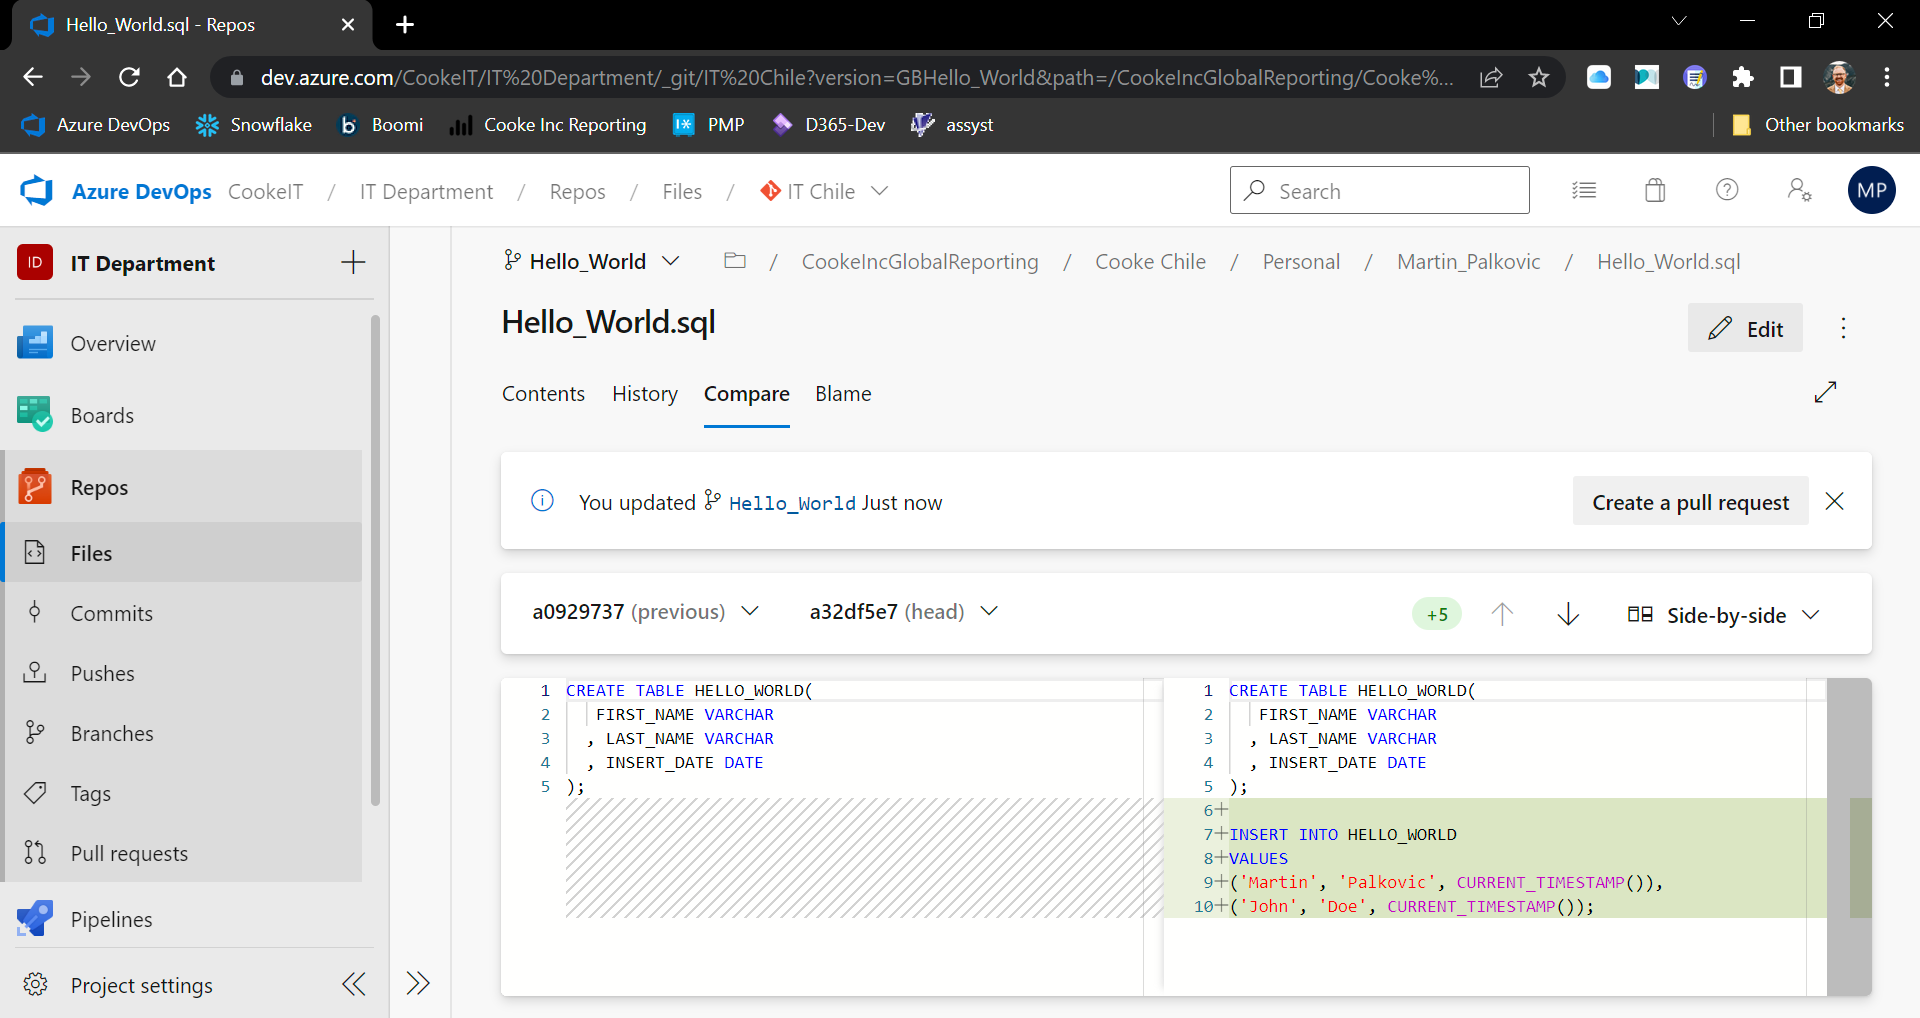 Hello_World.sql - Repos
dev.azure.com/CookeIT/IT%20Department/_git/IT%20Chile?version=GBHello_World&path=/CookeIncGlobalReporting/Cooke%...
Azure DevOps Snowflake Boomi Cooke Inc Reporting PMP D365-Dev assyst Other bookmarks
Azure DevOps CookeIT / IT Department / Repos / Files / IT Chile Search MP
ID IT Department
Overview
Boards
Repos
Files
Commits
Pushes
Branches
Tags
Pull requests
Pipelines
Project settings
Hello_World / CookeIncGlobalReporting / Cooke Chile / Personal / Martin_Palkovic / Hello_World.sql
Hello_World.sql
Edit
Contents History Compare Blame
You updated Hello_World Just now
Create a pull request
a0929737 (previous) a32df5e7 (head) +5 Side-by-side
1 CREATE TABLE HELLO_WORLD(
2 FIRST_NAME VARCHAR
3 , LAST_NAME VARCHAR
4 , INSERT_DATE DATE
5 );
1 CREATE TABLE HELLO_WORLD(
2 FIRST_NAME VARCHAR
3 , LAST_NAME VARCHAR
4 , INSERT_DATE DATE
5 );
6+
7+INSERT INTO HELLO_WORLD
8+VALUES
9+('Martin', 'Palkovic', CURRENT_TIMESTAMP()),
10+('John', 'Doe', CURRENT_TIMESTAMP());